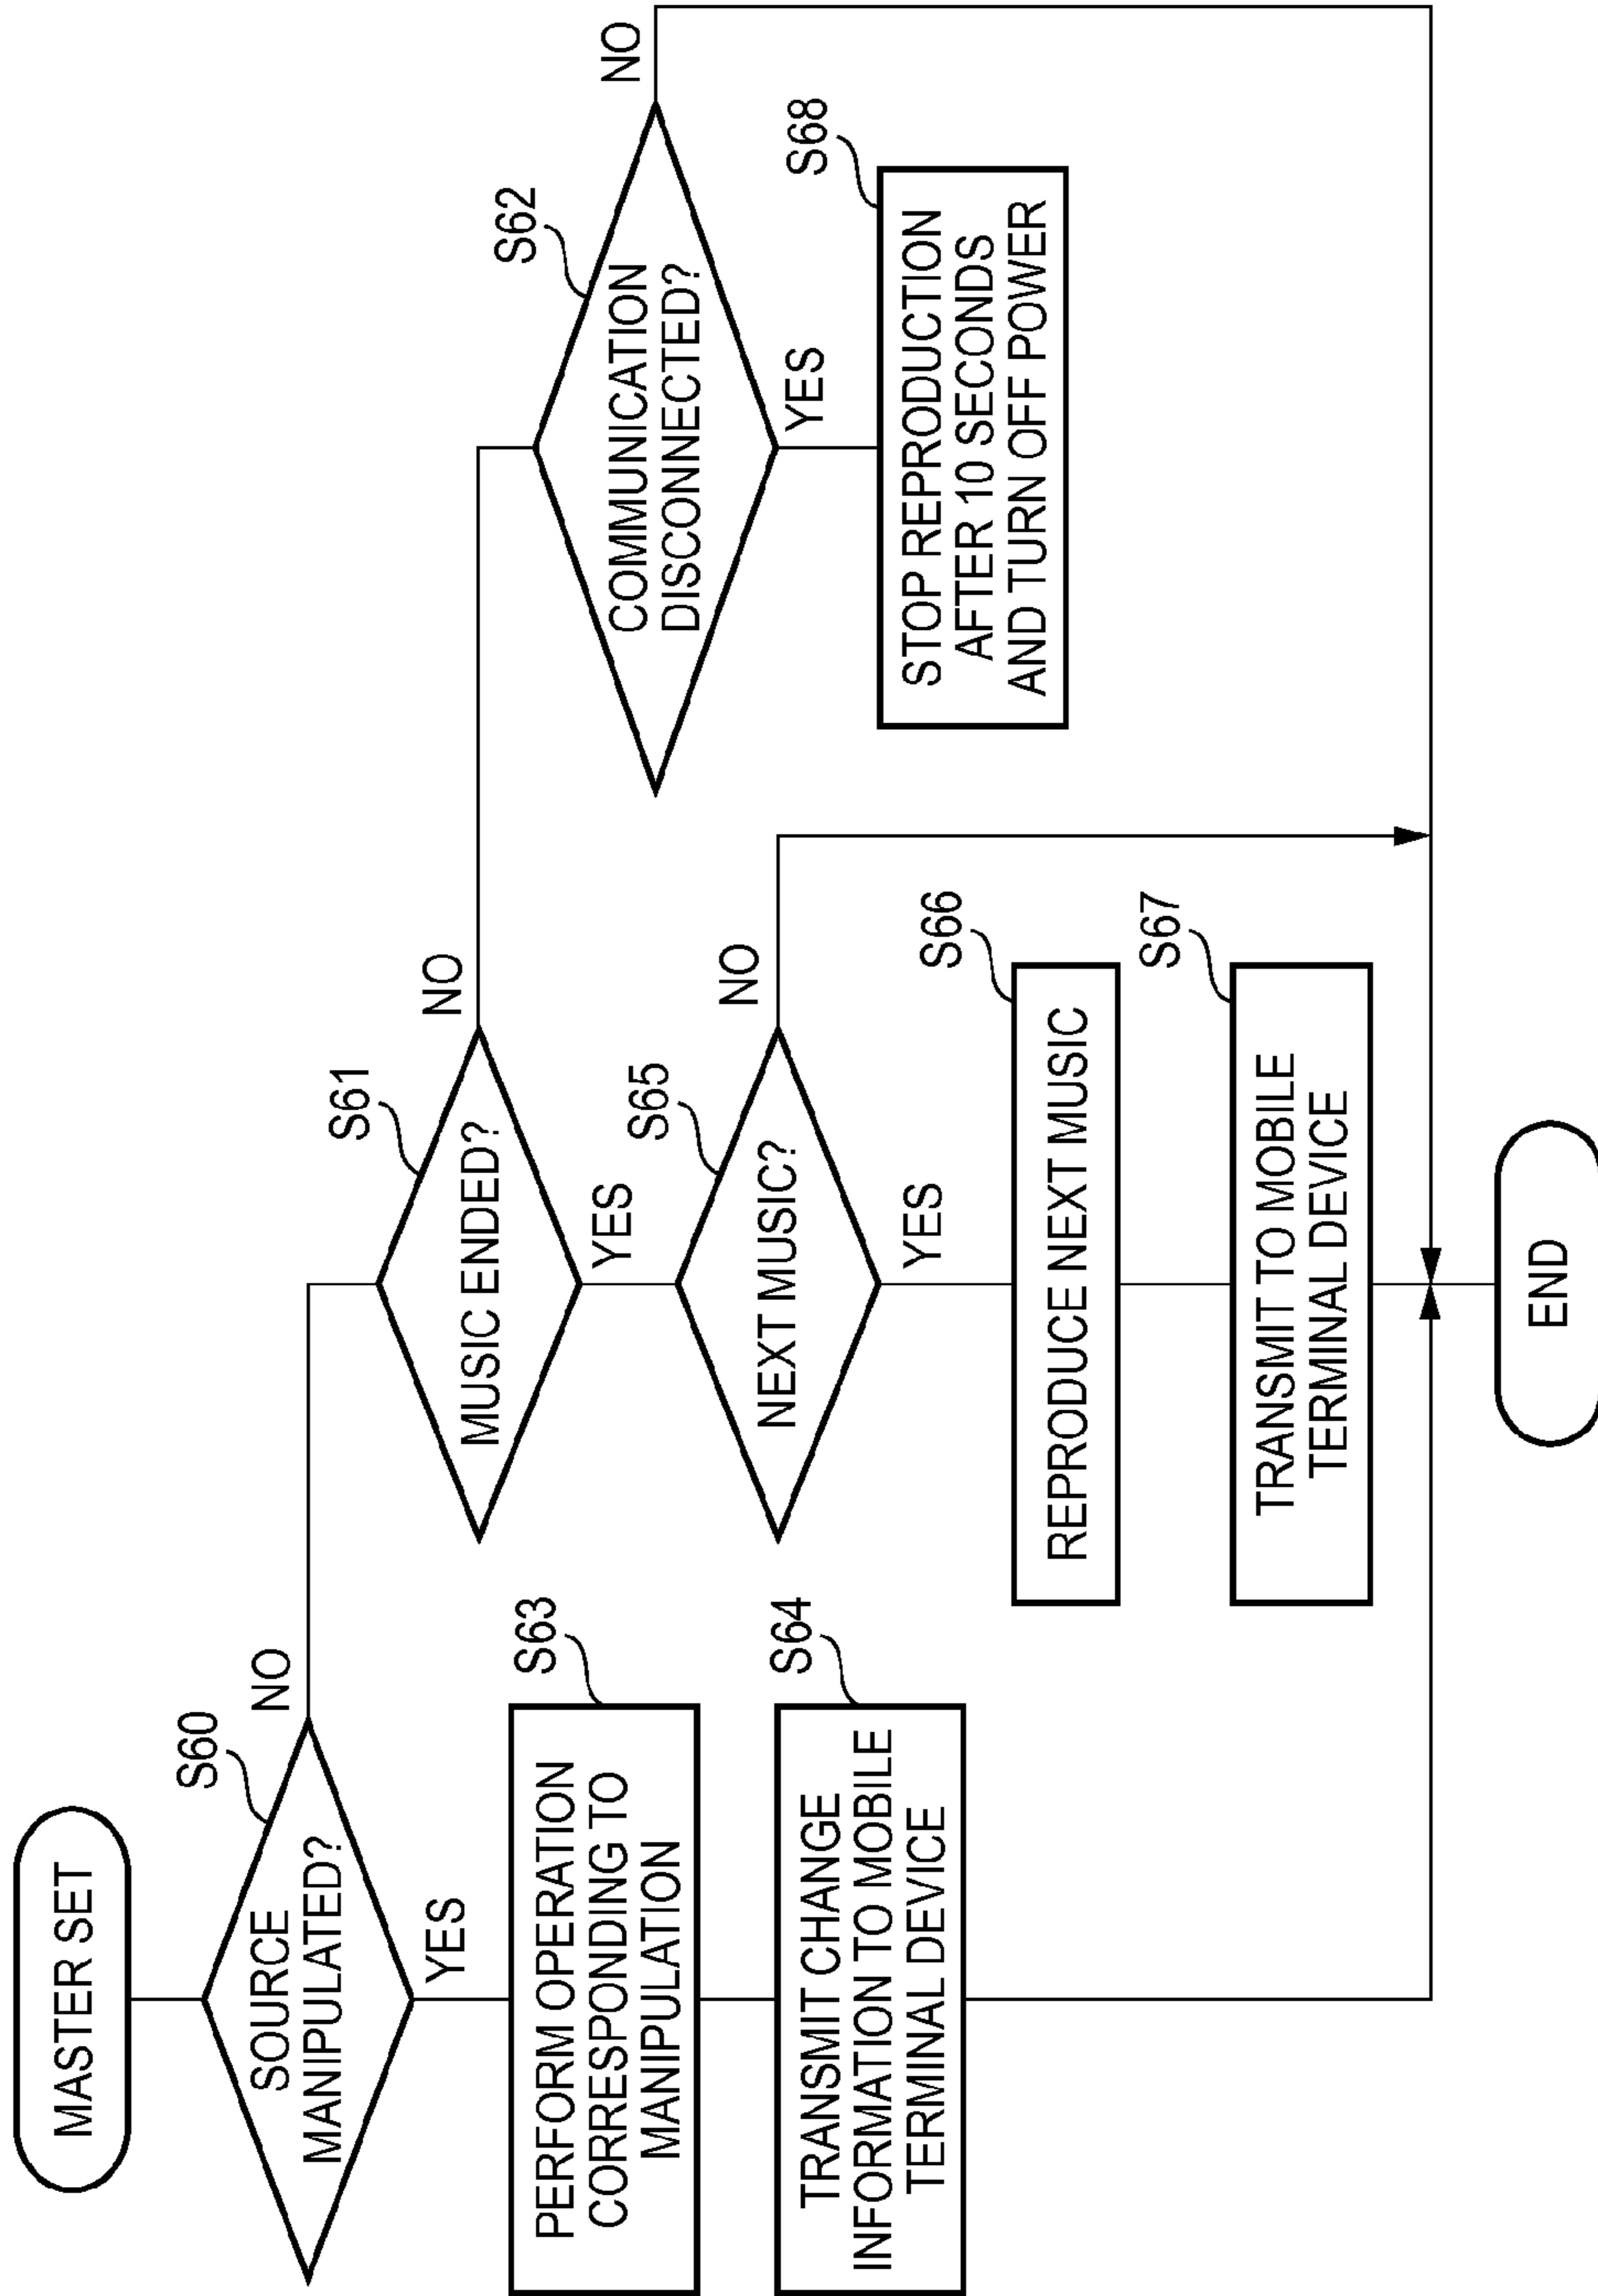 MASTER SET
S60
SOURCE
MANIPULATED?
NO
YES
S63
PERFORM OPERATION
CORRESPONDING TO
MANIPULATION
S64
TRANSMIT CHANGE
INFORMATION TO MOBILE
TERMINAL DEVICE
S61
MUSIC ENDED?
NO
YES
S65
NEXT MUSIC?
NO
YES
S66
REPRODUCE NEXT MUSIC
S67
TRANSMIT TO MOBILE
TERMINAL DEVICE
S62
COMMUNICATION
DISCONNECTED?
NO
YES
S68
STOP REPRODUCTION
AFTER 10 SECONDS
AND TURN OFF POWER
END